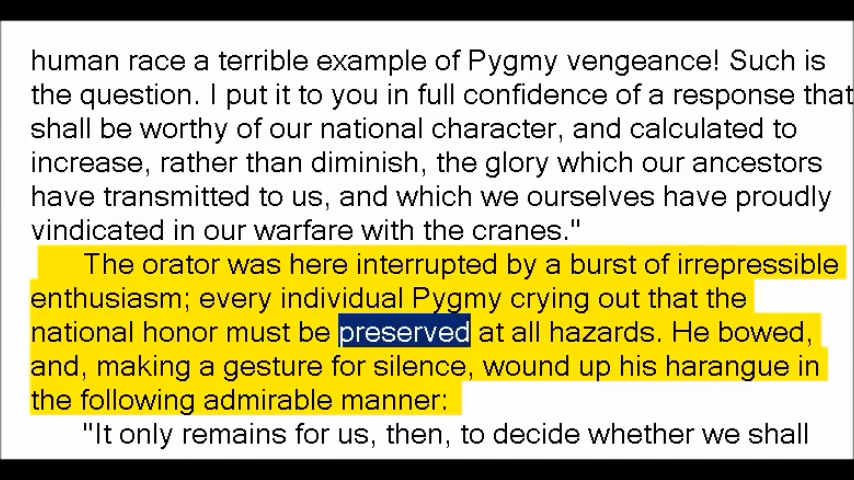 human race a terrible example of Pygmy vengeance! Such is
the question. I put it to you in full confidence of a response that
shall be worthy of our national character, and calculated to
increase, rather than diminish, the glory which our ancestors
have transmitted to us, and which we ourselves have proudly
vindicated in our warfare with the cranes."
The orator was here interrupted by a burst of irrepressible
enthusiasm; every individual Pygmy crying out that the
national honor must be preserved at all hazards. He bowed,
and, making a gesture for silence, wound up his harangue in
the following admirable manner:
"It only remains for us, then, to decide whether we shall